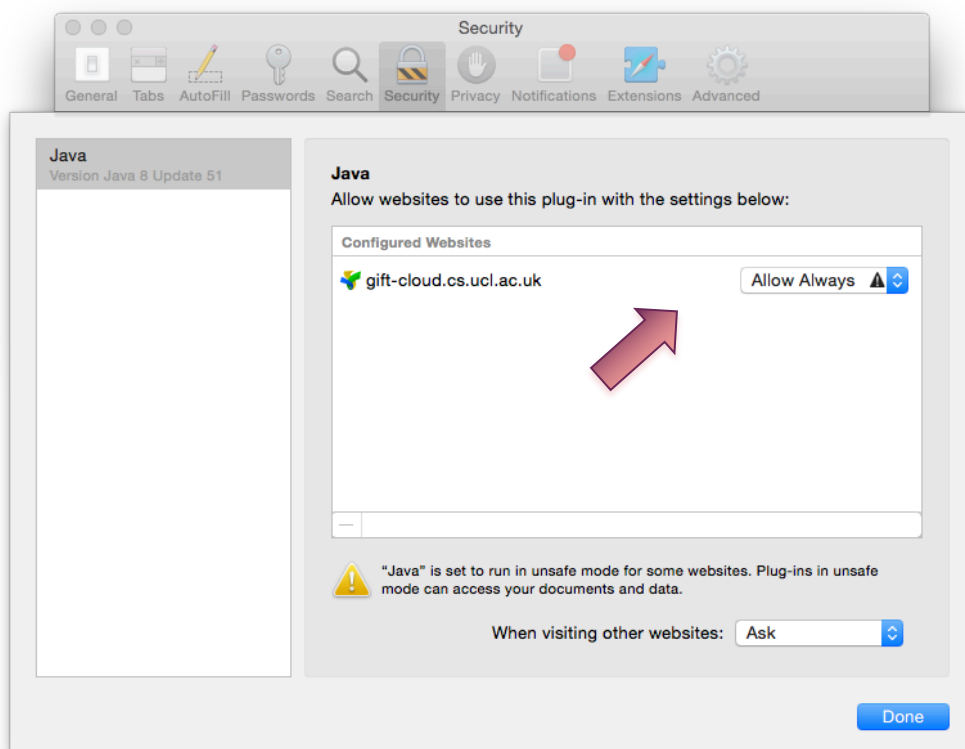 Security
General Tabs AutoFill Passwords Search Security Privacy Notifications Extensions Advanced
Java
Version Java 8 Update 51
Java
Allow websites to use this plug-in with the settings below:
Configured Websites
gift-cloud.cs.ucl.ac.uk Allow Always
“Java” is set to run in unsafe mode for some websites. Plug-ins in unsafe
mode can access your documents and data.
When visiting other websites: Ask
Done